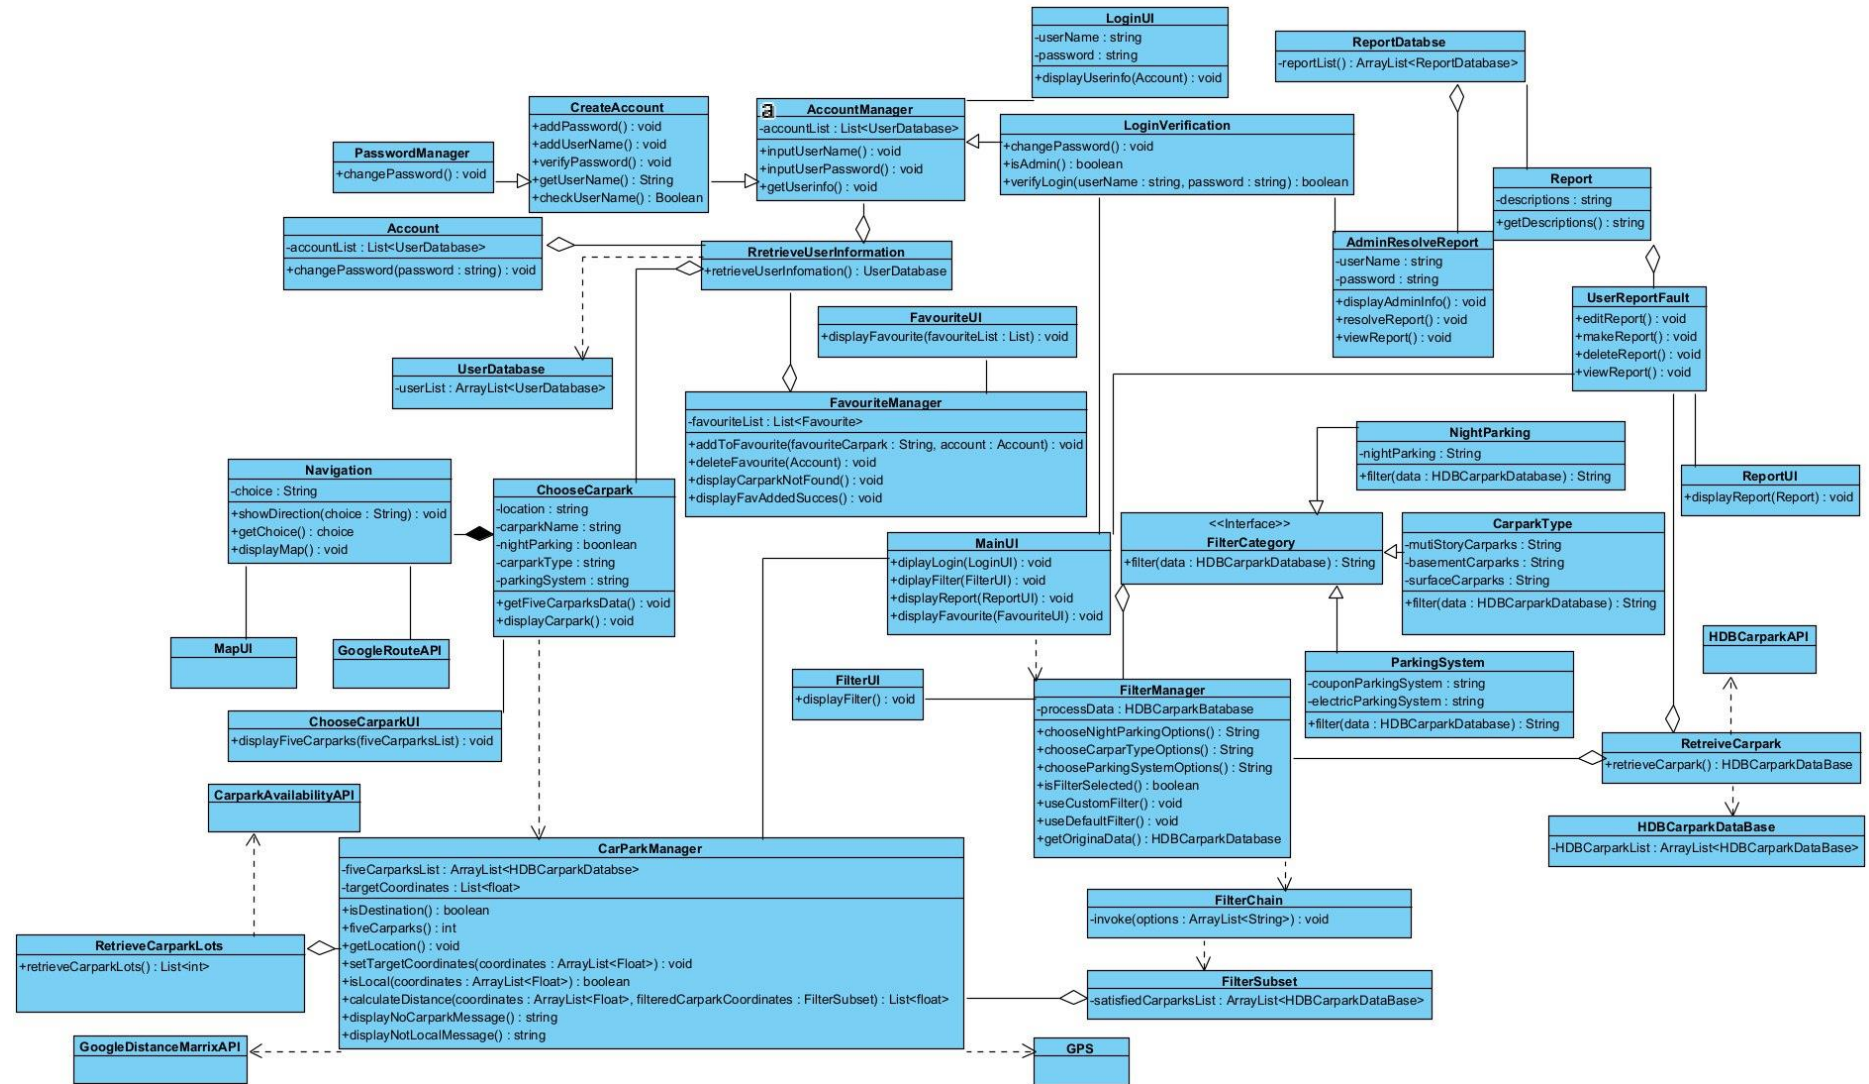 LoginUI
-userName : string
-password : string
+displayUserinfo(Account) : void
ReportDatabse
-reportList() : ArrayList<ReportDatabase>
CreateAccount
+addPassword() : void
+addUserName() : void
+verifyPassword() : void
+getUserName() : String
+checkUserName() : Boolean
a
AccountManager
-accountList : List<UserDatabase>
+inputUserName() : void
+inputUserPassword() : void
+getUserinfo() : void
LoginVerification
+changePassword() : void
+isAdmin() : boolean
+verifyLogin(userName : string, password : string) : boolean
PasswordManager
+changePassword() : void
Report
-descriptions : string
+getDescriptions() : string
Account
-accountList : List<UserDatabase>
+changePassword(password : string) : void
RretrieveUserInformation
+retrieveUserInfomation() : UserDatabase
AdminResolveReport
-userName : string
-password : string
+displayAdminInfo() : void
+resolveReport() : void
+viewReport() : void
UserReportFault
+editReport() : void
+makeReport() : void
+deleteReport() : void
+viewReport() : void
FavouriteUI
+displayFavourite(favouriteList : List) : void
UserDatabase
-userList : ArrayList<UserDatabase>
FavouriteManager
-favouriteList : List<Favourite>
+addToFavourite(favouriteCarpark : String, account : Account) : void
+deleteFavourite(Account) : void
+displayCarparkNotFound() : void
+displayFavAddedSucces() : void
NightParking
-nightParking : String
+filter(data : HDBCarparkDatabase) : String
Navigation
-choice : String
+showDirection(choice : String) : void
+getChoice() : choice
+displayMap() : void
ChooseCarpark
-location : string
-carparkName : string
-nightParking : boonlean
-carparkType : string
-parkingSystem : string
+getFiveCarparksData() : void
+displayCarpark() : void
ReportUI
+displayReport(Report) : void
<<Interface>>
FilterCategory
+filter(data : HDBCarparkDatabase) : String
CarparkType
-mutiStoryCarparks : String
-basementCarparks : String
-surfaceCarparks : String
+filter(data : HDBCarparkDatabase) : String
MainUI
+diplayLogin(LoginUI) : void
+diplayFilter(FilterUI) : void
+displayReport(ReportUI) : void
+displayFavourite(FavouriteUI) : void
MapUI
GoogleRouteAPI
HDBCarparkAPI
ParkingSystem
-couponParkingSystem : string
-electricParkingSystem : string
+filter(data : HDBCarparkDatabase) : String
FilterUI
+displayFilter() : void
FilterManager
-processData : HDBCarparkBatabase
+chooseNightParkingOptions() : String
+chooseCarparTypeOptions() : String
+chooseParkingSystemOptions() : String
+isFilterSelected() : boolean
+useCustomFilter() : void
+useDefaultFilter() : void
+getOriginaData() : HDBCarparkDatabase
ChooseCarparkUI
+displayFiveCarparks(fiveCarparksList) : void
RetreiveCarpark
+retrieveCarpark() : HDBCarparkDataBase
CarparkAvailabilityAPI
HDBCarparkDataBase
-HDBCarparkList : ArrayList<HDBCarparkDataBase>
CarParkManager
-fiveCarparksList : ArrayList<HDBCarparkDatabse>
-targetCoordinates : List<float>
+isDestination() : boolean
+fiveCarparks() : int
+getLocation() : void
+setTargetCoordinates(coordinates : ArrayList<Float>) : void
+isLocal(coordinates : ArrayList<Float>) : boolean
+calculateDistance(coordinates : ArrayList<Float>, filteredCarparkCoordinates : FilterSubset) : List<float>
+displayNoCarparkMessage() : string
+displayNotLocalMessage() : string
FilterChain
-invoke(options : ArrayList<String>) : void
RetrieveCarparkLots
+retrieveCarparkLots() : List<int>
FilterSubset
-satisfiedCarparksList : ArrayList<HDBCarparkDataBase>
GoogleDistanceMarrixAPI
GPS